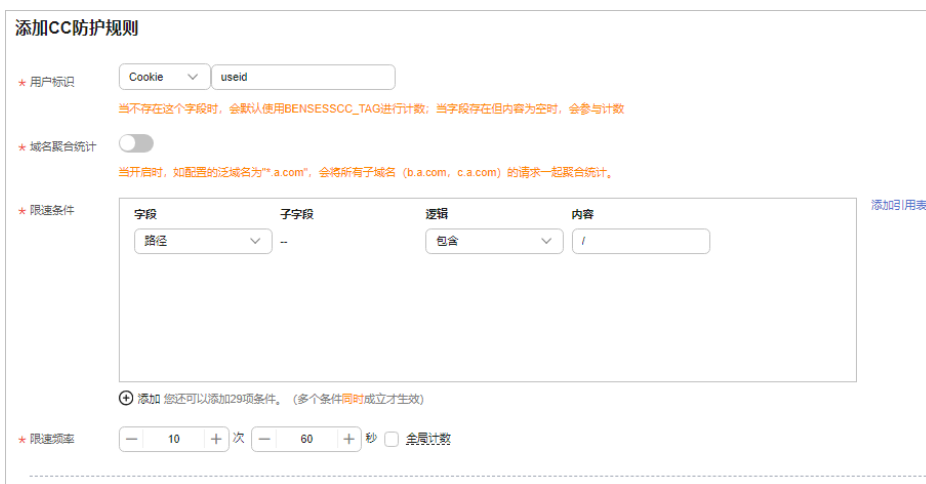 添加CC防护规则
* 用户标识 Cookie useid
当不存在这个字段时，会默认使用BENSESSCC_TAG进行计数；当字段存在但内容为空时，会参与计数
* 域名聚合统计
当开启时，如配置的泛域名为"*.a.com"，会将所有子域名（b.a.com，c.a.com）的请求一起聚合统计。
* 限速条件 添加引用表
字段 子字段 逻辑 内容
路径 -- 包含 /
添加 您还可以添加29项条件。（多个条件同时成立才生效）
* 限速频率 − 10 + 次 − 60 + 秒 全局计数